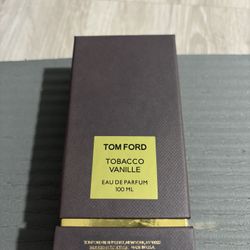 TOM FORD
TOBACCO
VANILLE
EAU DE PARFUM
100 ML